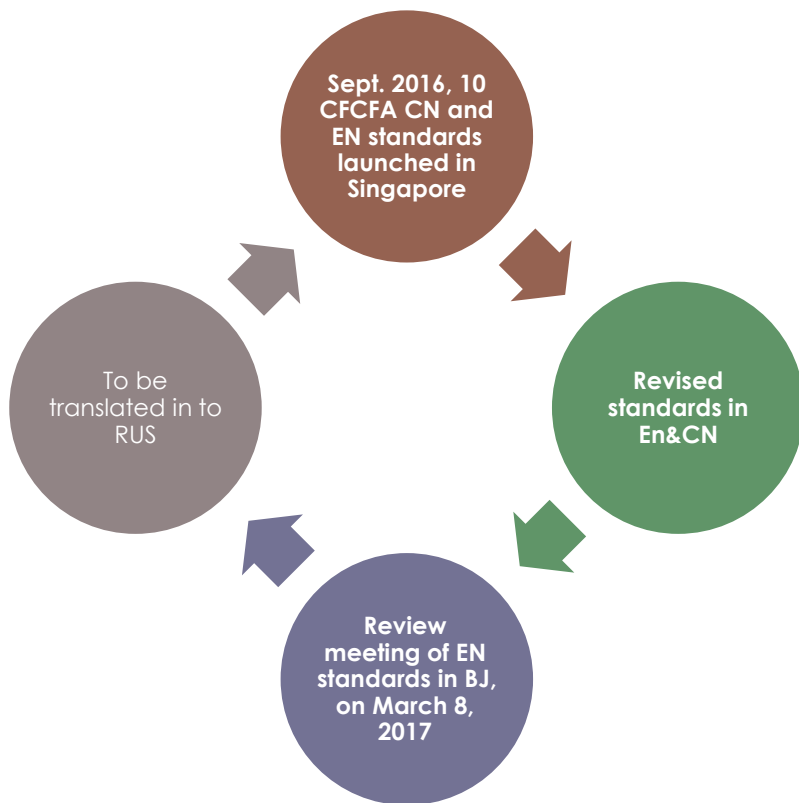 Sept. 2016, 10
CFCFA CN and
EN standards
launched in
Singapore
Revised
standards in
En&CN
Review
meeting of EN
standards in BJ,
on March 8,
2017
To be
translated in to
RUS